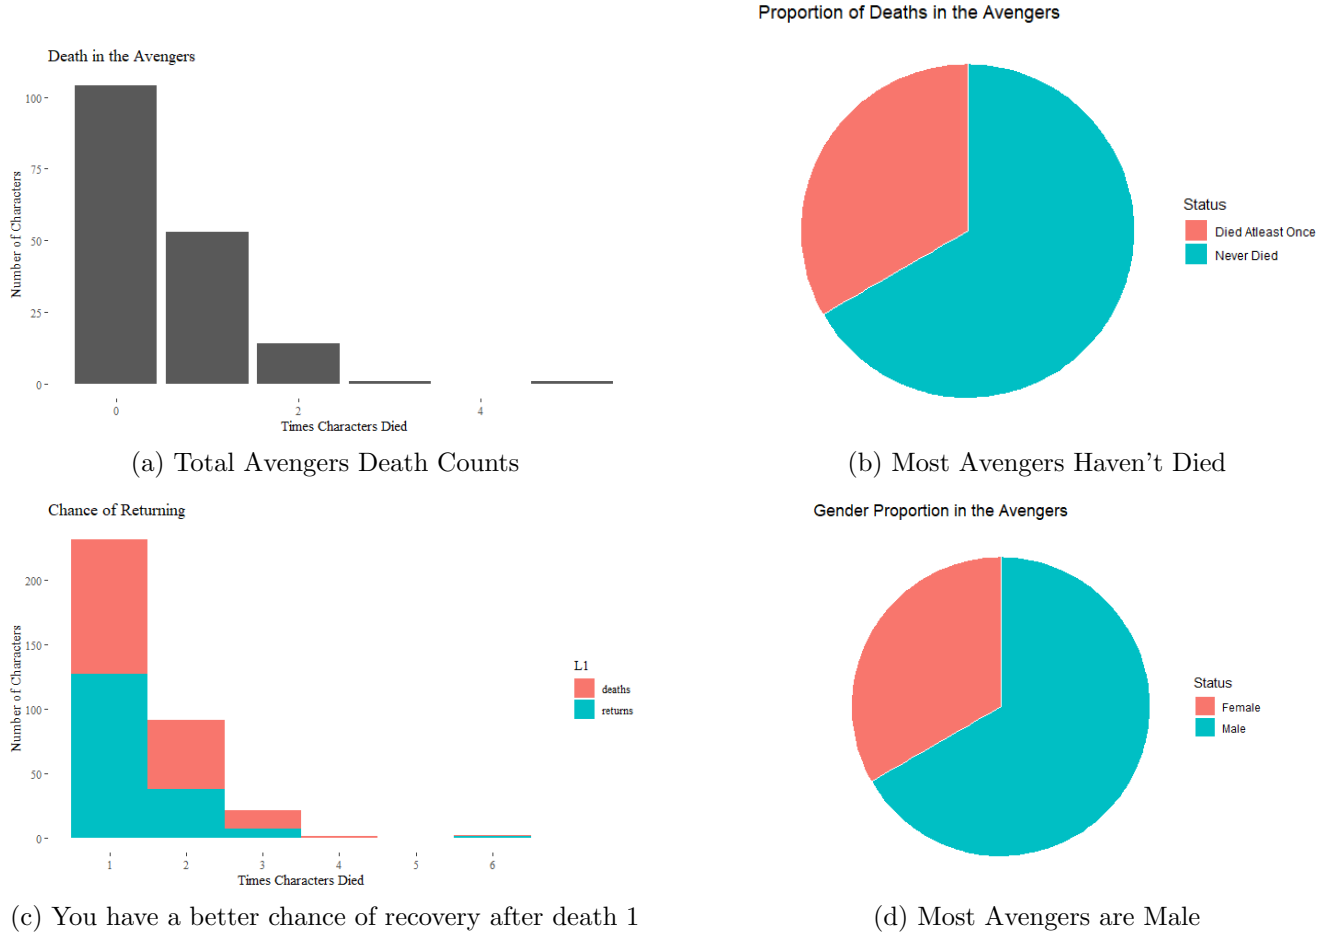 Death in the Avengers
Number of Characters
100
75
50
25
0
0
2
4
Times Characters Died
(a) Total Avengers Death Counts
Proportion of Deaths in the Avengers
Status
Died Atleast Once
Never Died
(b) Most Avengers Haven't Died
Chance of Returning
Number of Characters
200
150
100
50
0
1
2
3
4
5
6
Times Characters Died
L1
deaths
returns
(c) You have a better chance of recovery after death 1
Gender Proportion in the Avengers
Status
Female
Male
(d) Most Avengers are Male